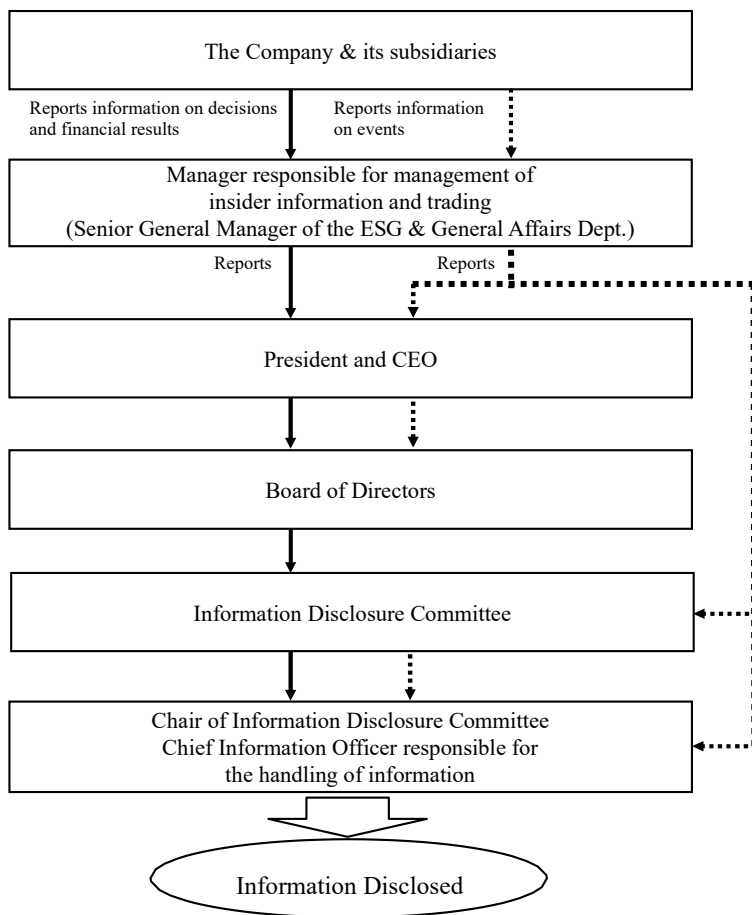 The Company & its subsidiaries
Reports information on decisions
and financial results
Reports information
on events
Manager responsible for management of
insider information and trading
(Senior General Manager of the ESG & General Affairs Dept.)
Reports
Reports
President and CEO
Board of Directors
Information Disclosure Committee
Chair of Information Disclosure Committee
Chief Information Officer responsible for
the handling of information
Information Disclosed